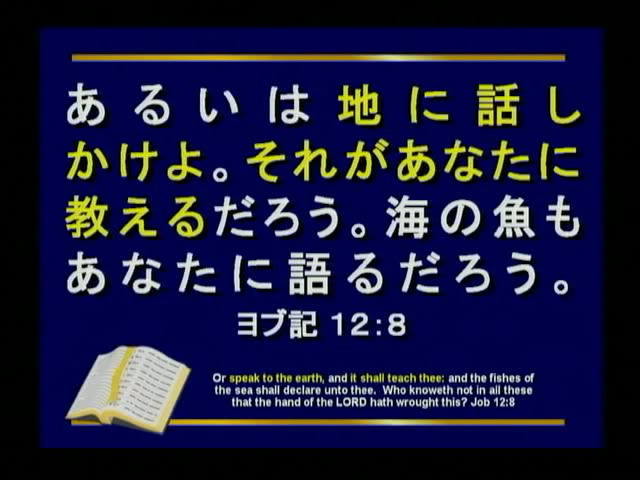 あるいは地に話し
かけよ。それがあなたに
教えるだろう。海の魚も
あなたに語るだろう。
ヨブ記 12:8
Or speak to the earth, and it shall teach thee: and the fishes of
the sea shall declare unto thee. Who knoweth not in all these
that the hand of the LORD hath wrought this? Job 12:8